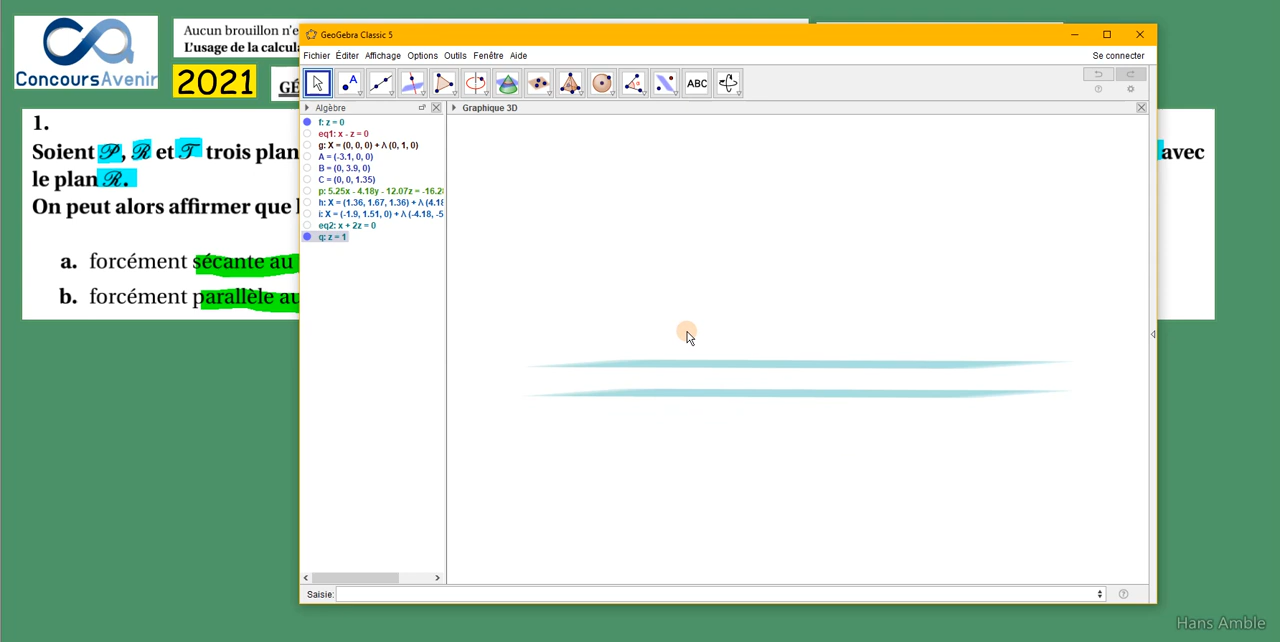 ConcoursAvenir
Aucun brouillon n'e
L'usage de la calcula
2021
GÉ
1.
Soient 𝒫, ℛ et 𝒯 trois plan
avec
le plan ℛ.
On peut alors affirmer que
a. forcément sécante au
b. forcément parallèle au
GeoGebra Classic 5
Fichier Éditer Affichage Options Outils Fenêtre Aide
Se connecter
A
ABC
Algèbre
Graphique 3D
f: z = 0
eq1: x - z = 0
g: X = (0, 0, 0) + λ (0, 1, 0)
A = (-3.1, 0, 0)
B = (0, 3.9, 0)
C = (0, 0, 1.35)
p: 5.25x - 4.18y - 12.07z = -16.2
h: X = (1.36, 1.67, 1.36) + λ (4.18
i: X = (-1.9, 1.51, 0) + λ (-4.18, -5
eq2: x + 2z = 0
q: z = 1
Saisie:
Hans Amble